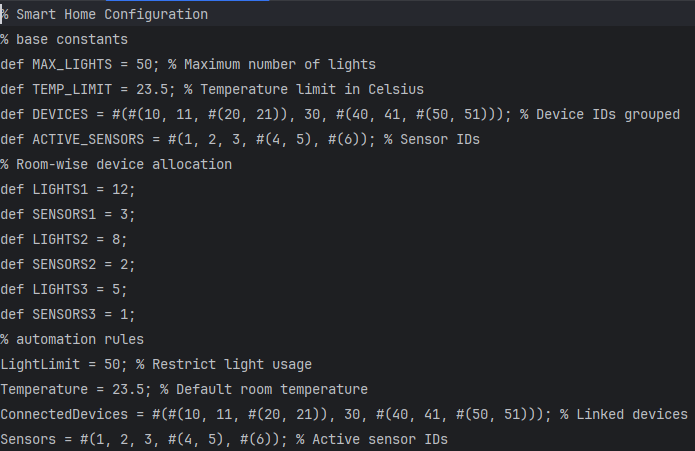 % Smart Home Configuration
% base constants
def MAX_LIGHTS = 50; % Maximum number of lights
def TEMP_LIMIT = 23.5; % Temperature limit in Celsius
def DEVICES = #(#(10, 11, #(20, 21)), 30, #(40, 41, #(50, 51))); % Device IDs grouped
def ACTIVE_SENSORS = #(1, 2, 3, #(4, 5), #(6)); % Sensor IDs
% Room-wise device allocation
def LIGHTS1 = 12;
def SENSORS1 = 3;
def LIGHTS2 = 8;
def SENSORS2 = 2;
def LIGHTS3 = 5;
def SENSORS3 = 1;
% automation rules
LightLimit = 50; % Restrict light usage
Temperature = 23.5; % Default room temperature
ConnectedDevices = #(#(10, 11, #(20, 21)), 30, #(40, 41, #(50, 51))); % Linked devices
Sensors = #(1, 2, 3, #(4, 5), #(6)); % Active sensor IDs